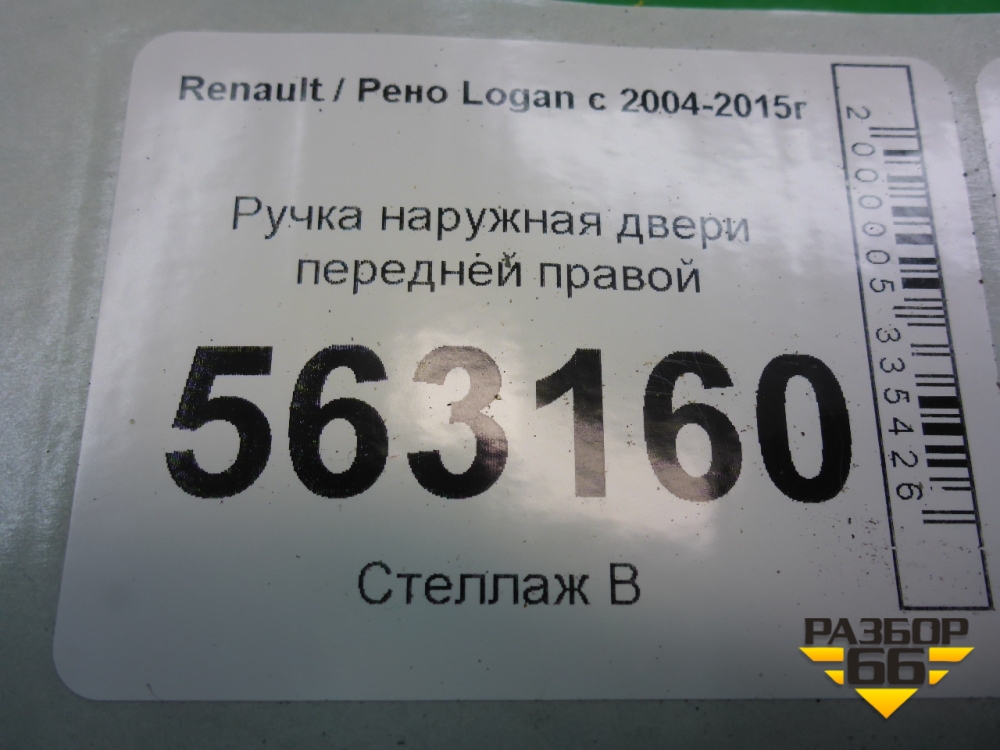 Renault / Рено Logan с 2004-2015г
Ручка наружная двери
передней правой
563160
Стеллаж В
2000005335426
РАЗБОР
66